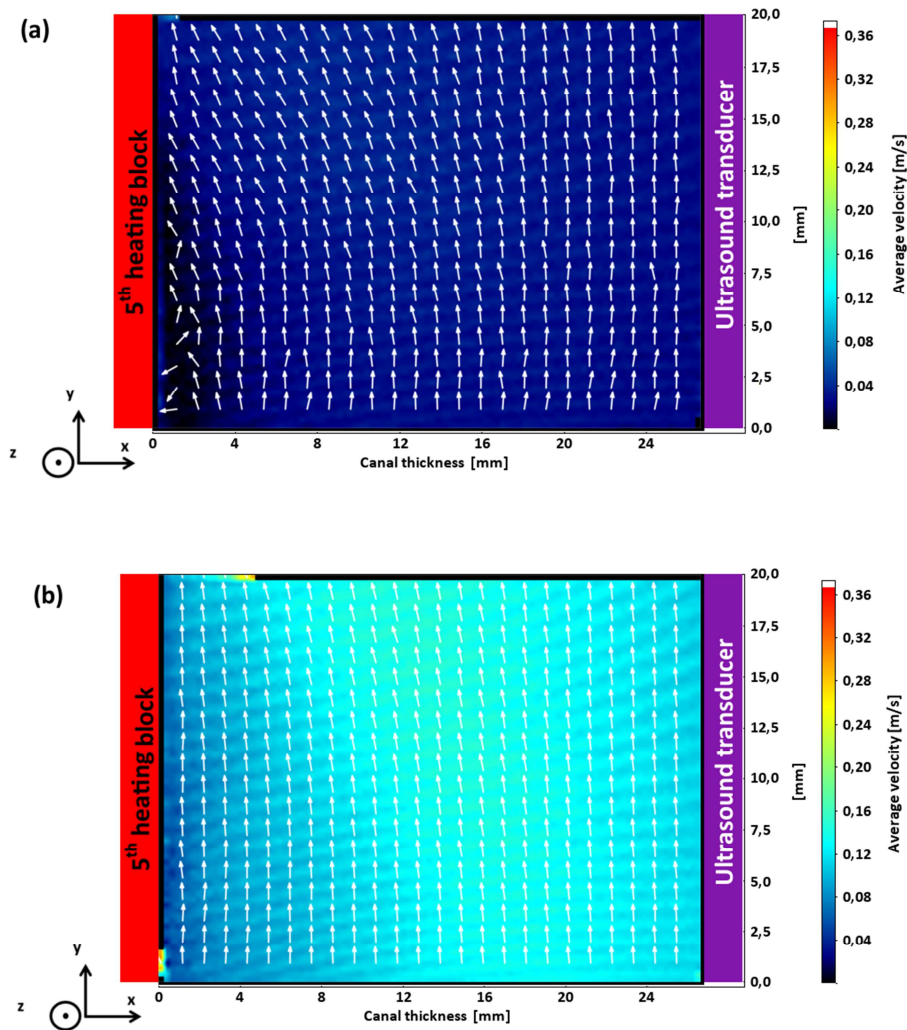 (a)
5th heating block
Ultrasound transducer
20,0
17,5
15,0
12,5
10,0
7,5
5,0
2,5
0,0
[mm]
0 4 8 12 16 20 24
Canal thickness [mm]
y
z
x
0,36
0,32
0,28
0,24
0,20
0,16
0,12
0,08
0,04
Average velocity [m/s]
(b)
5th heating block
Ultrasound transducer
20,0
17,5
15,0
12,5
10,0
7,5
5,0
2,5
0,0
[mm]
0 4 8 12 16 20 24
Canal thickness [mm]
y
z
x
0,36
0,32
0,28
0,24
0,20
0,16
0,12
0,08
0,04
Average velocity [m/s]